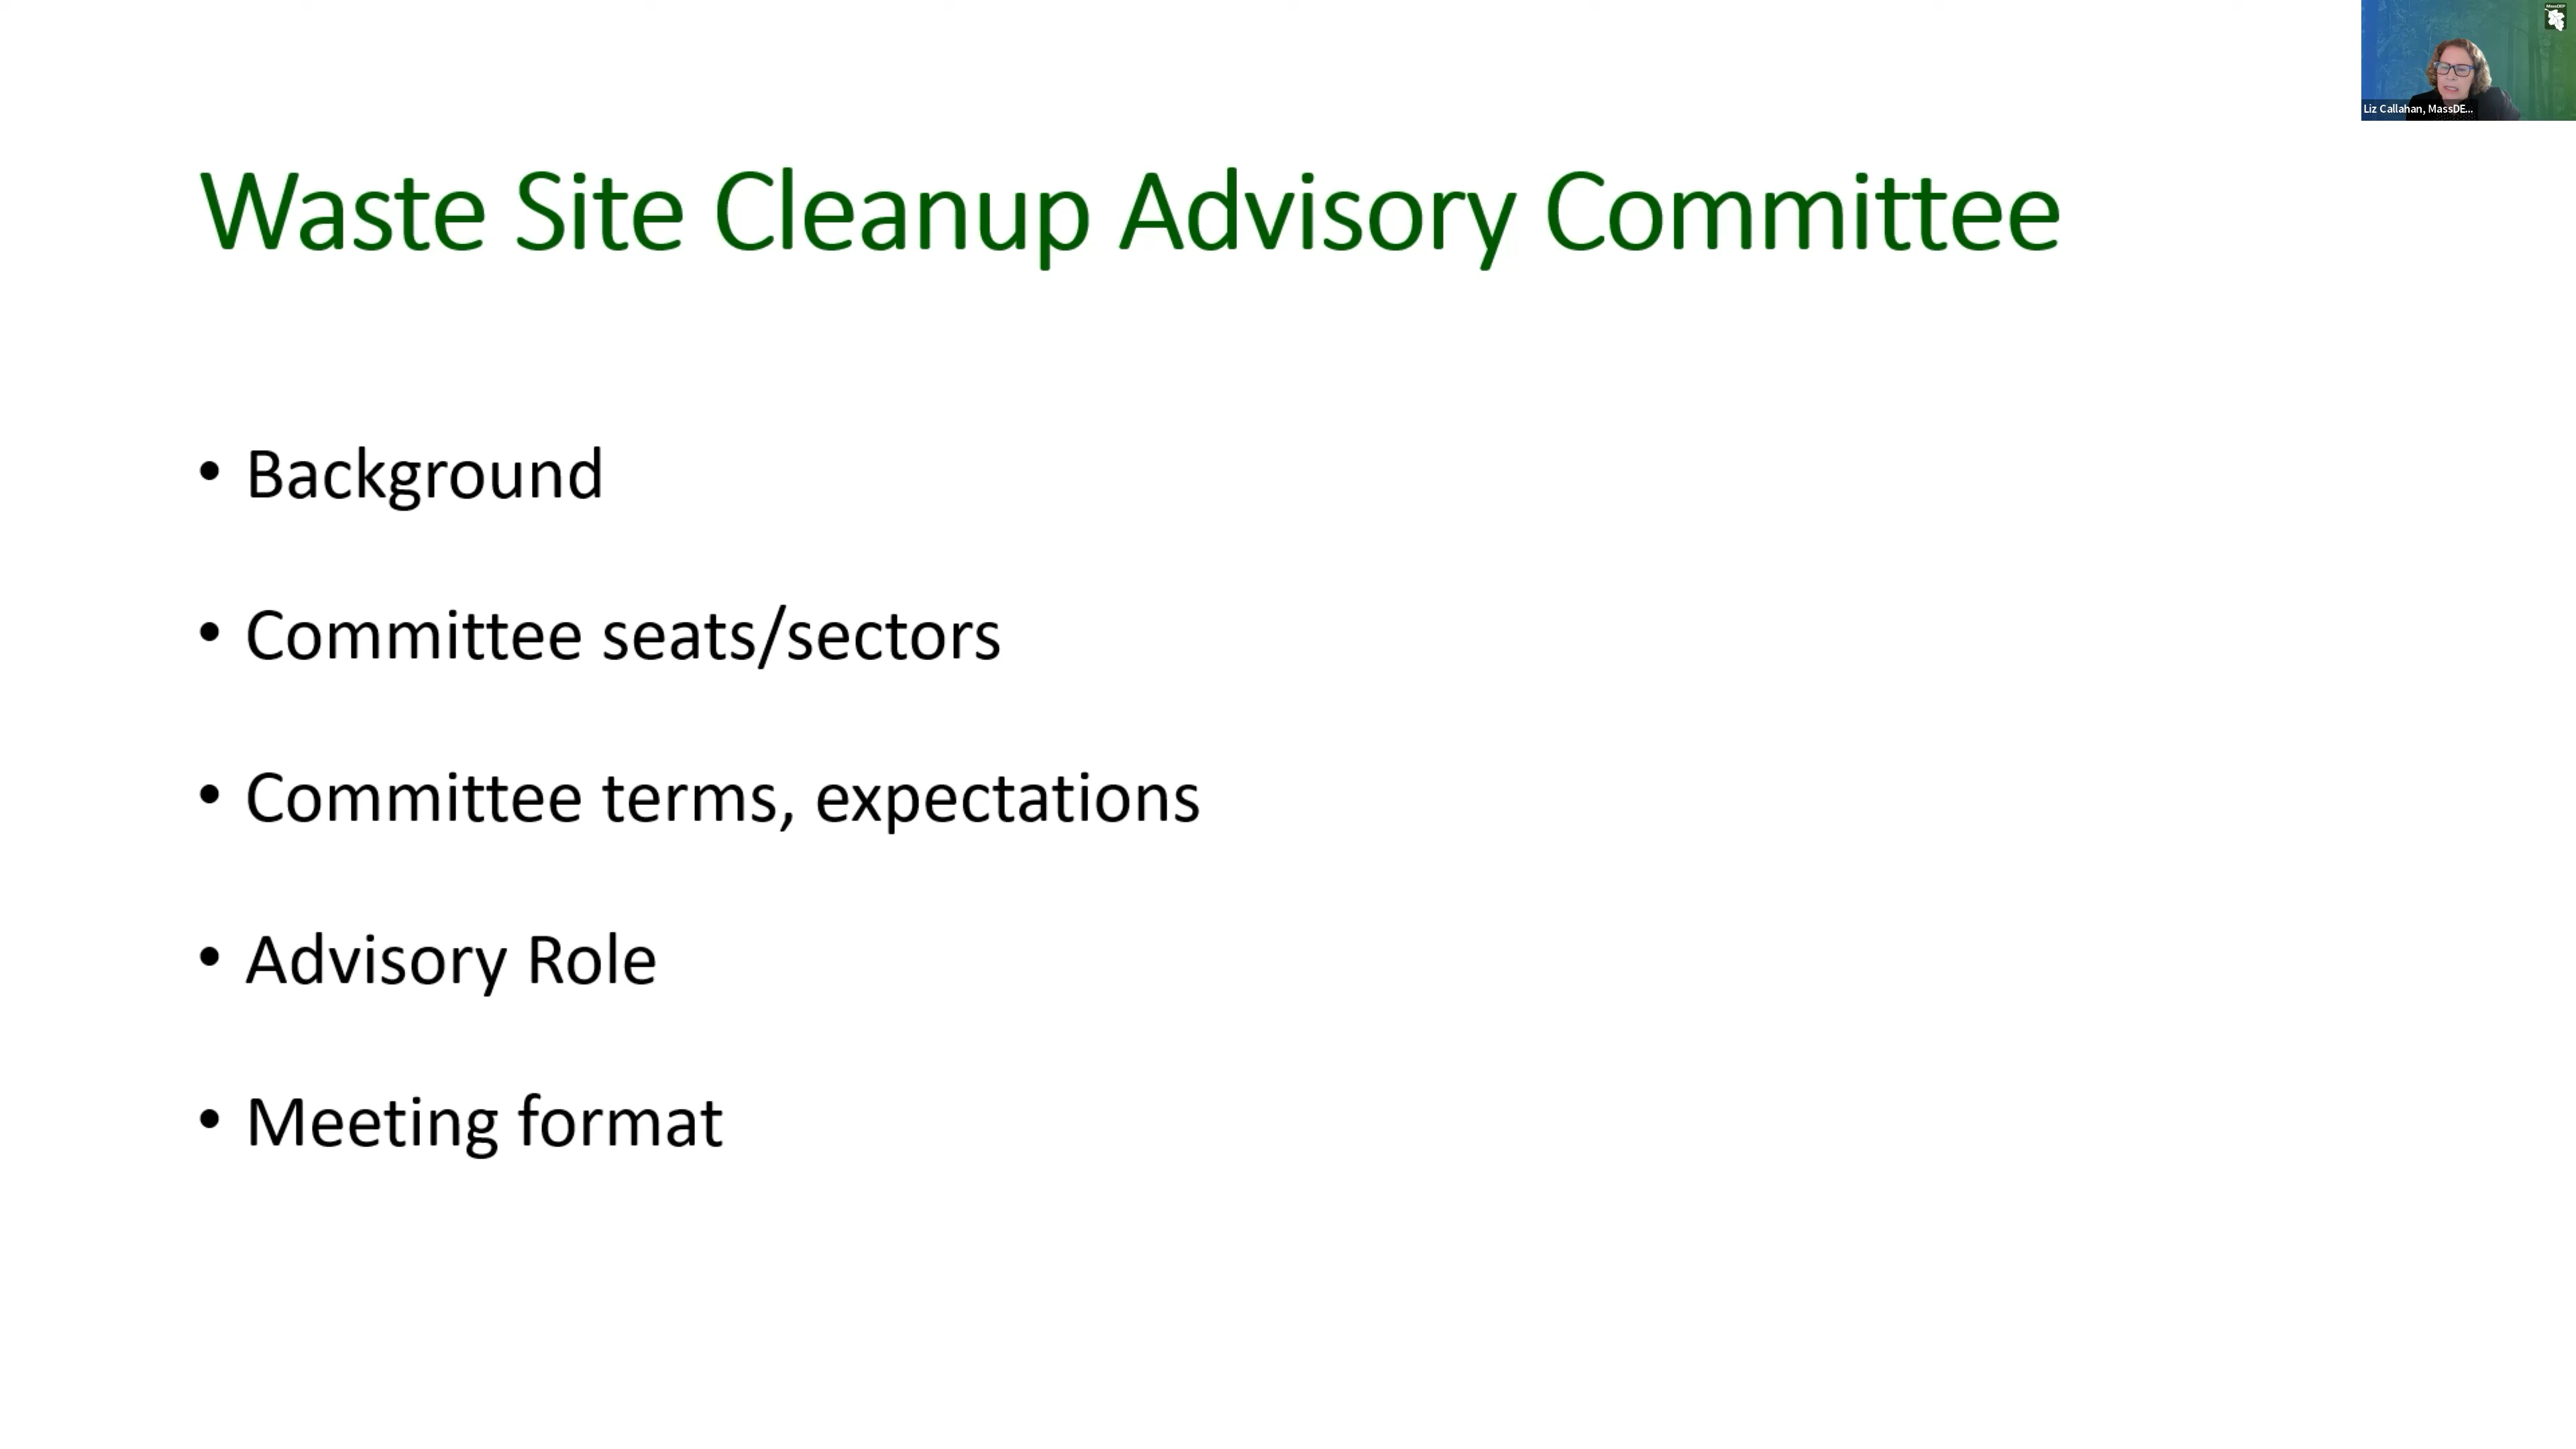 Liz Callahan, MassDE...
Waste Site Cleanup Advisory Committee
• Background
• Committee seats/sectors
• Committee terms, expectations
• Advisory Role
• Meeting format